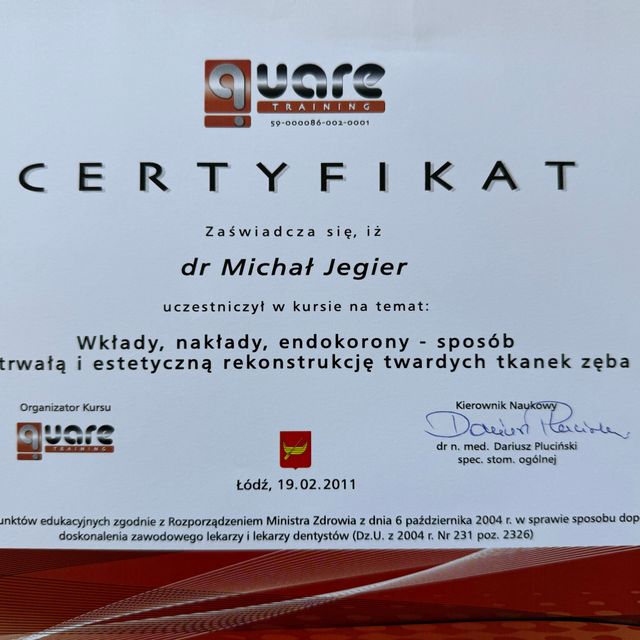 quare
TRAINING
59-000086-002-0001
CERTYFIKAT
Zaświadcza się, iż
dr Michał Jegier
uczestniczył w kursie na temat:
Wkłady, nakłady, endokorony - sposób
trwałą i estetyczną rekonstrukcję twardych tkanek zęba
Organizator Kursu
quare
TRAINING
Kierownik Naukowy
dr n. med. Dariusz Pluciński
spec. stom. ogólnej
Łódź, 19.02.2011
unktów edukacyjnych zgodnie z Rozporządzeniem Ministra Zdrowia z dnia 6 października 2004 r. w sprawie sposobu dop
doskonalenia zawodowego lekarzy i lekarzy dentystów (Dz.U. z 2004 r. Nr 231 poz. 2326)